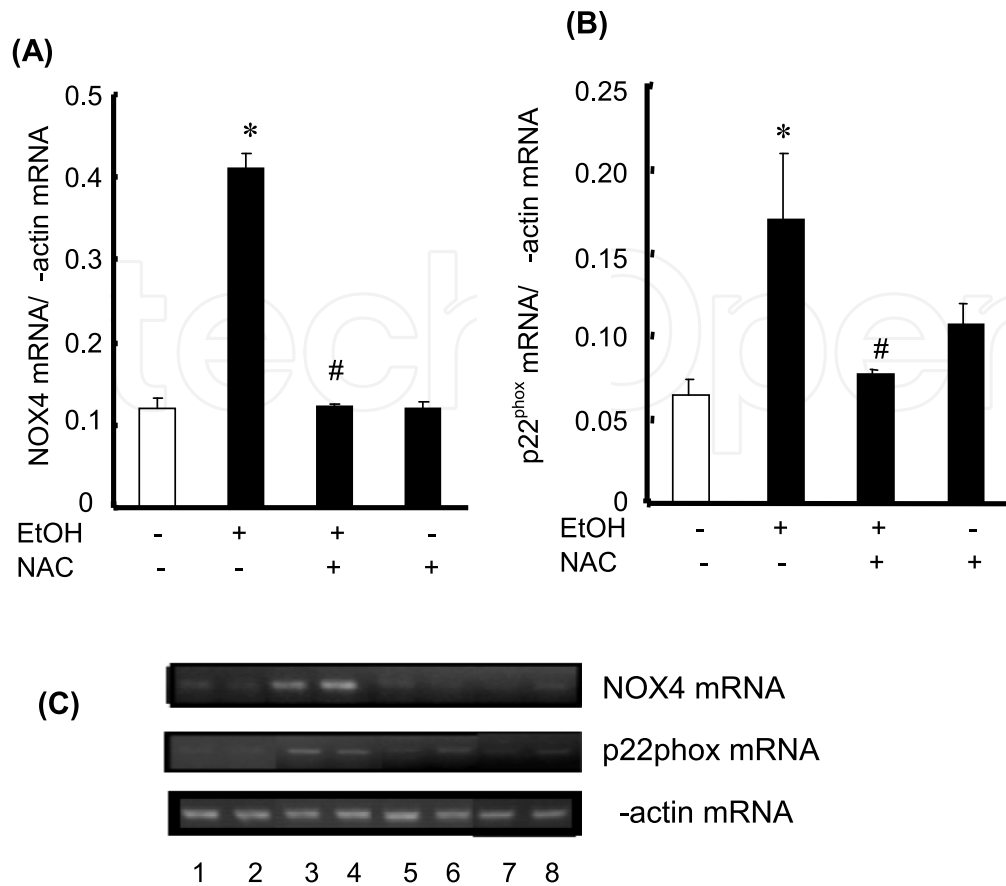 (A)
NOX4 mRNA/ -actin mRNA
0.5
0.4
0.3
0.2
0.1
0
*
#
EtOH - + + -
NAC - - + +
(B)
p22^phox mRNA/ -actin mRNA
0.25
0.20
0.15
0.10
0.05
0
*
#
EtOH - + + -
NAC - - + +
(C)
NOX4 mRNA
p22phox mRNA
-actin mRNA
1 2 3 4 5 6 7 8